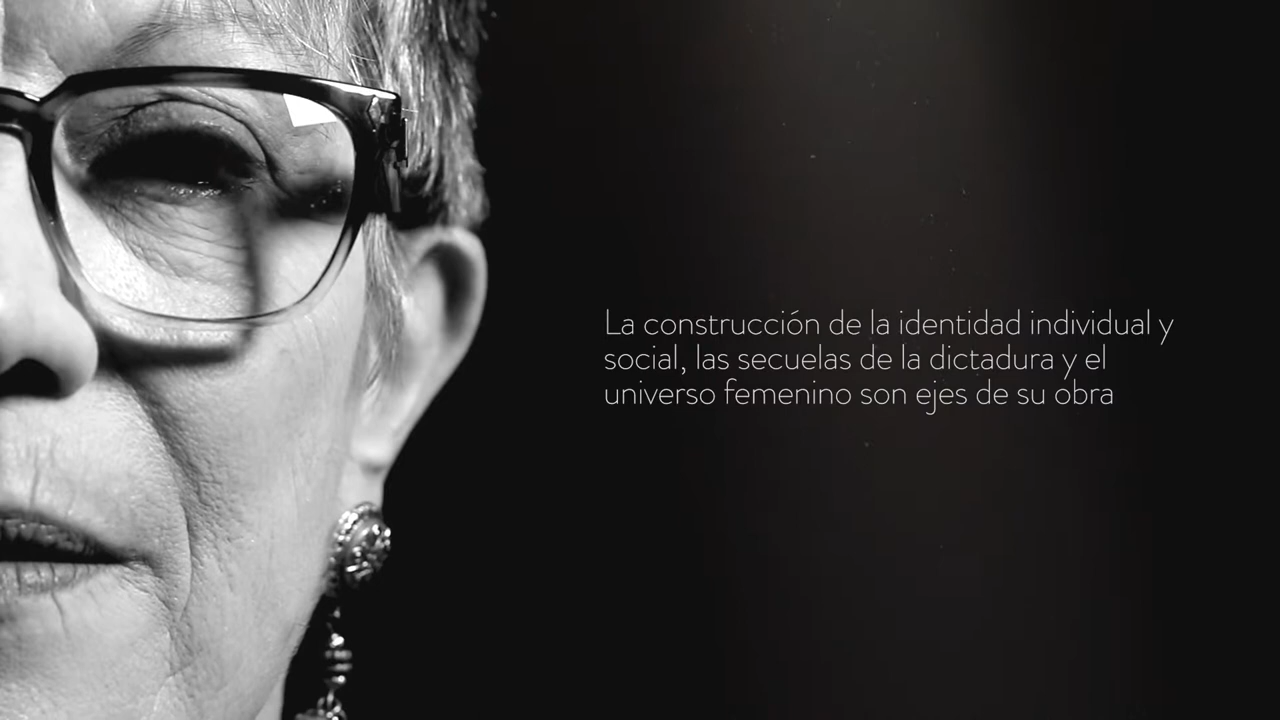 La construcción de la identidad individual y
social, las secuelas de la dictadura y el
universo femenino son ejes de su obra